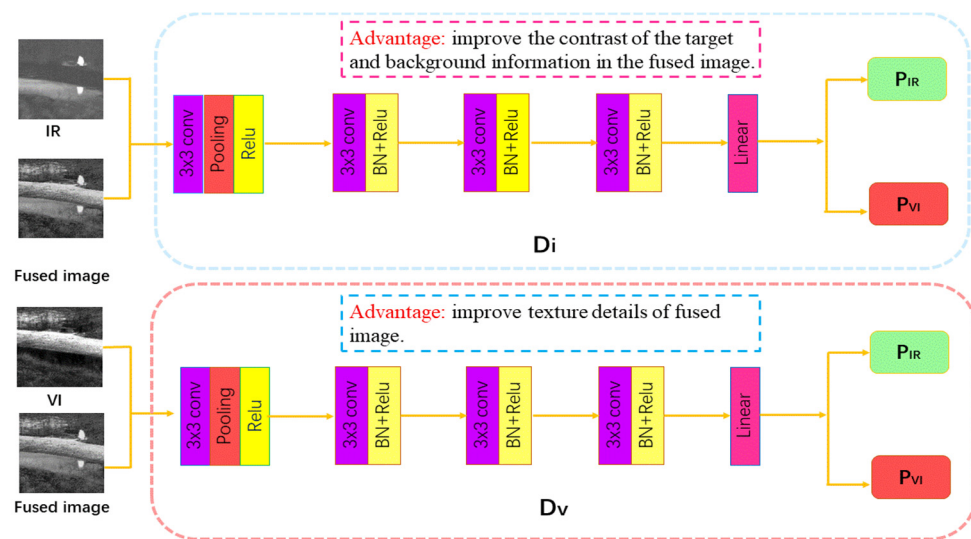 Advantage: improve the contrast of the target
and background information in the fused image.
IR
3x3 conv
Pooling
Relu
3x3 conv
BN+Relu
3x3 conv
BN+Relu
3x3 conv
BN+Relu
Linear
PIR
PVI
Di
Fused image
Advantage: improve texture details of fused
image.
VI
3x3 conv
Pooling
Relu
3x3 conv
BN+Relu
3x3 conv
BN+Relu
3x3 conv
BN+Relu
Linear
PIR
PVI
Dv
Fused image